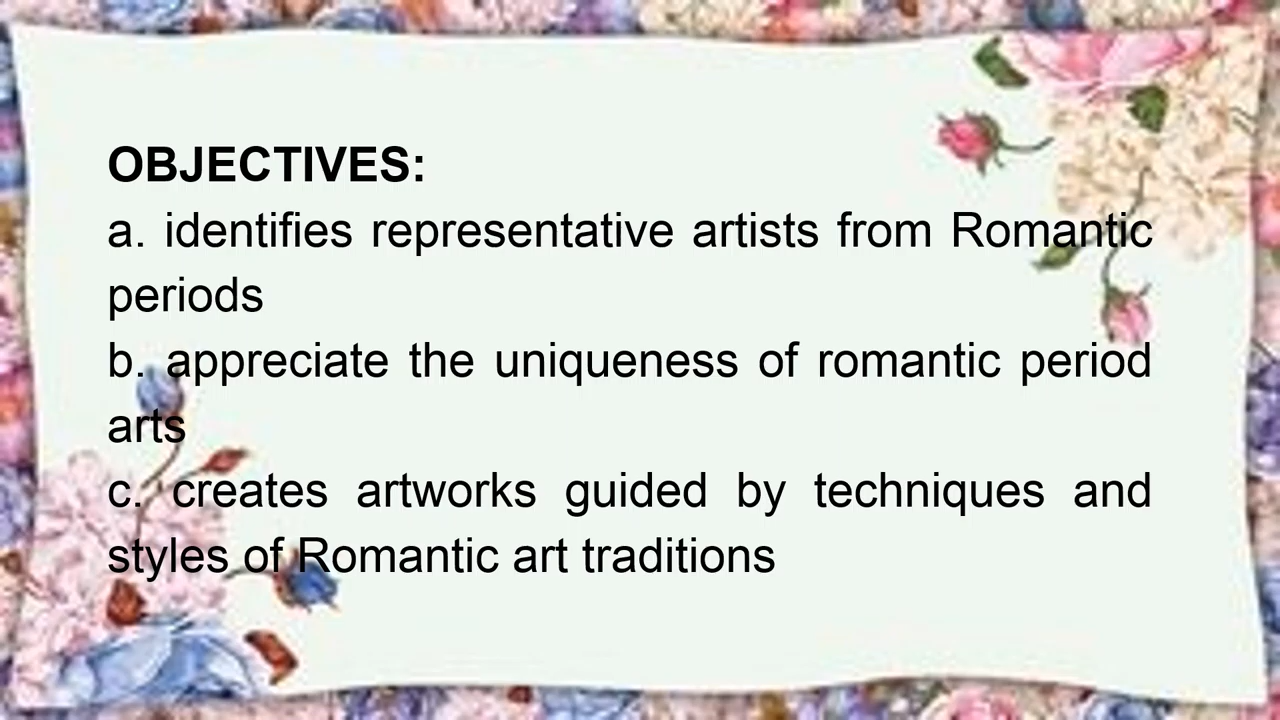 OBJECTIVES:
a. identifies representative artists from Romantic
periods
b. appreciate the uniqueness of romantic period
arts
c. creates artworks guided by techniques and
styles of Romantic art traditions